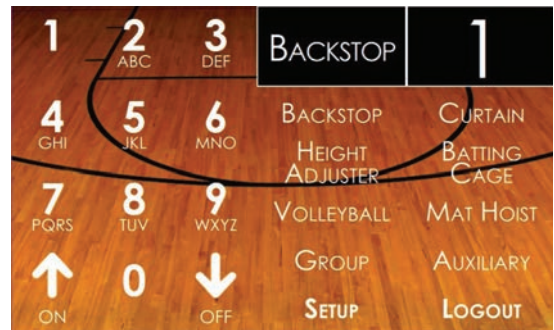 1 2 3 BACKSTOP 1
ABC DEF
4 5 6 BACKSTOP CURTAIN
GHI JKL MNO
HEIGHT ADJUSTER BATTING CAGE
7 8 9 VOLLEYBALL MAT HOIST
PQRS TUV WXYZ
0 GROUP AUXILIARY
ON OFF SETUP LOGOUT